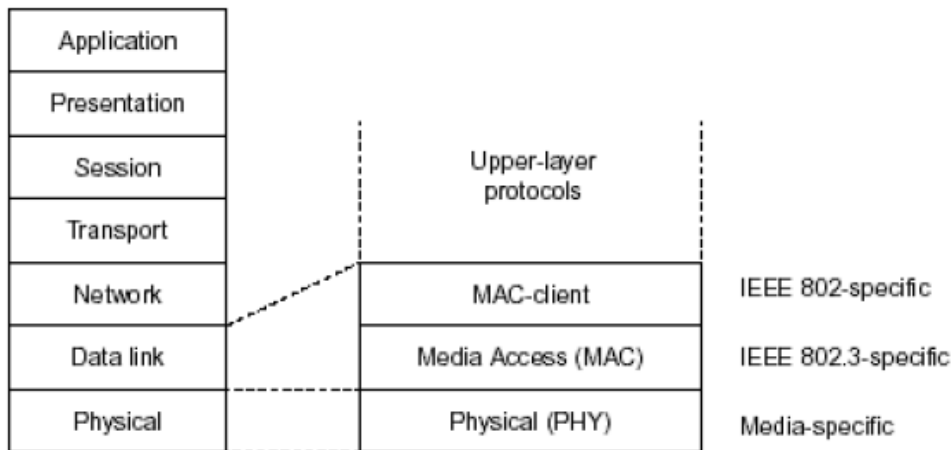 Application
Presentation
Session
Transport
Network
Data link
Physical
Upper-layer
protocols
MAC-client
Media Access (MAC)
Physical (PHY)
IEEE 802-specific
IEEE 802.3-specific
Media-specific